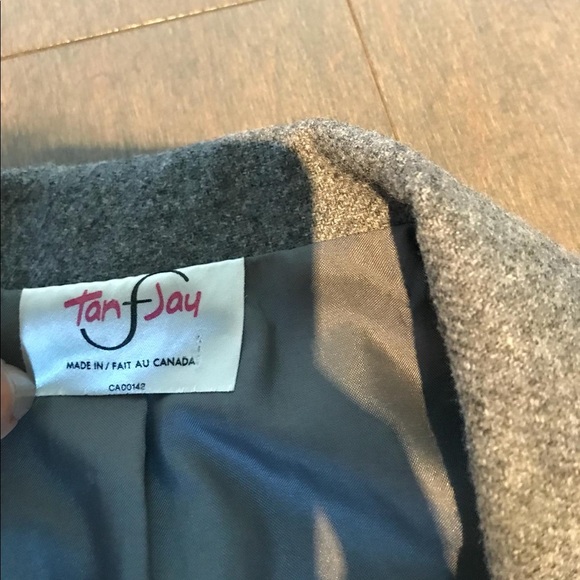 Tan Jay
MADE IN / FAIT AU CANADA
CA00142